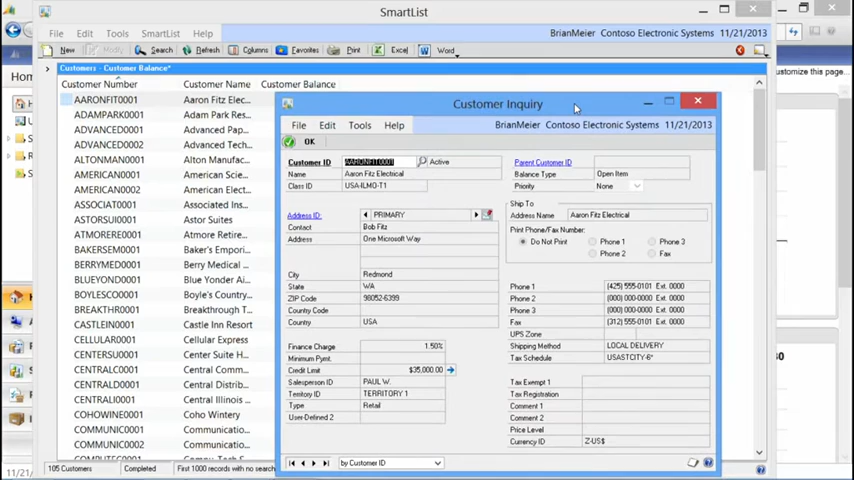 SmartList
File Edit Tools SmartList Help BrianMeier Contoso Electronic Systems 11/21/2013
New Search Refresh Columns Favorites Print Excel Word
Customers - Customer Balance*
Customer Number Customer Name Customer Balance
AARONFIT0001 Aaron Fitz Elec...
ADAMPARK0001 Adam Park Res...
ADVANCED0001 Advanced Pap...
ADVANCED0002 Advanced Tech...
ALTONMAN0001 Alton Manufac...
AMERICAN0001 American Scie...
AMERICAN0002 American Elect...
ASSOCIAT0001 Associated Ins...
ASTORSUI0001 Astor Suites
ATMORERE0001 Atmore Retire...
BAKERSEM0001 Baker's Empori...
BERRYMED0001 Berry Medical C...
BLUEYOND0001 Blue Yonder Ai...
BOYLESCO0001 Boyle's Country...
BREAKTHR0001 Breakthrough T...
CASTLEIN0001 Castle Inn Resort
CELLULAR0001 Cellular Express
CENTERSU0001 Center Suite H...
CENTRALC0001 Central Comm...
CENTRALD0001 Central Distrib...
CENTRALI0001 Central Illinois ...
COHOWINE0001 Coho Wintery
COMMUNIC0001 Communicatio...
COMMUNIC0002 Communication...
105 Customers Completed First 1000 records with no search
Customer Inquiry
File Edit Tools Help BrianMeier Contoso Electronic Systems 11/21/2013
OK
Customer ID AARONFIT0001 Active
Name Aaron Fitz Electrical
Class ID USA-ILMO-T1
Parent Customer ID
Balance Type Open Item
Priority None
Address ID: PRIMARY
Contact Bob Fitz
Address One Microsoft Way
City Redmond
State WA
ZIP Code 98052-6399
Country Code
Country USA
Ship To
Address Name Aaron Fitz Electrical
Print Phone/Fax Number:
Do Not Print Phone 1 Phone 3
Phone 2 Fax
Phone 1 (425) 555-0101 Ext. 0000
Phone 2 (000) 000-0000 Ext. 0000
Phone 3 (000) 000-0000 Ext. 0000
Fax (312) 555-0101 Ext. 0000
UPS Zone
Shipping Method LOCAL DELIVERY
Tax Schedule USASTCITY-6*
Finance Charge 1.50%
Minimum Pymt.
Credit Limit $35,000.00
Salesperson ID PAUL W.
Territory ID TERRITORY 1
Type Retail
User-Defined 2
Tax Exempt 1
Tax Registration
Comment 1
Comment 2
Price Level
Currency ID Z-US$
by Customer ID
customize this page...
Hom
11/21